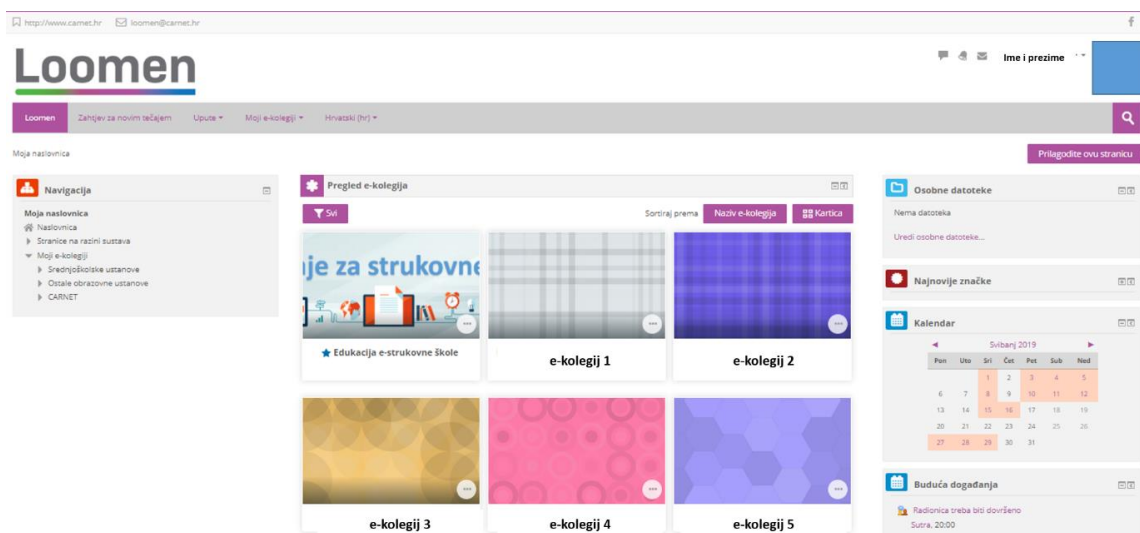 http://www.carnet.hr loomen@carnet.hr
Loomen
Ime i prezime
Loomen Zahtjev za novim tečajem Upute Moji e-kolegiji Hrvatski (hr)
Moja naslovnica
Prilagodite ovu stranicu
Navigacija
Moja naslovnica
Naslovnica
Stranice na razini sustava
Moji e-kolegiji
Srednjoškolske ustanove
Ostale obrazovne ustanove
CARNET
Pregled e-kolegija
Svi Sortiraj prema Naziv e-kolegija Kartica
je za strukovne
Edukacija e-strukovne škole
e-kolegij 1
e-kolegij 2
e-kolegij 3
e-kolegij 4
e-kolegij 5
Osobne datoteke
Nema datoteka
Uredi osobne datoteke...
Najnovije značke
Kalendar
Svibanj 2019
Pon Uto Sri Čet Pet Sub Ned
1 2 3 4 5
6 7 8 9 10 11 12
13 14 15 16 17 18 19
20 21 22 23 24 25 26
27 28 29 30 31
Buduća događanja
Radionica treba biti dovršeno
Sutra, 20:00